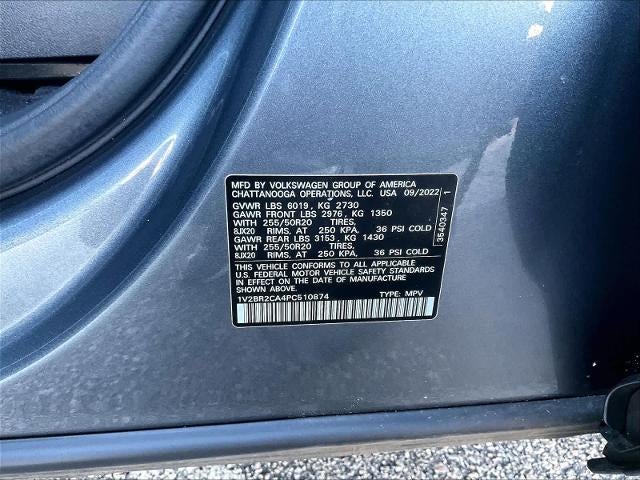 MFD BY VOLKSWAGEN GROUP OF AMERICA
CHATTANOOGA OPERATIONS, LLC. USA 09/2022
GVWR LBS 6019, KG 2730
GAWR FRONT LBS 2976, KG 1350
WITH 255/50R20 TIRES,
8JX20 RIMS. AT 250 KPA, 36 PSI COLD
GAWR REAR LBS 3153, KG 1430
WITH 255/50R20 TIRES,
8JX20 RIMS. AT 250 KPA, 36 PSI COLD
THIS VEHICLE CONFORMS TO ALL APPLICABLE
U.S. FEDERAL MOTOR VEHICLE SAFETY STANDARDS
IN EFFECT ON THE DATE OF MANUFACTURE
SHOWN ABOVE.
1V2BR2CA4PC510874 TYPE: MPV
3540347 1